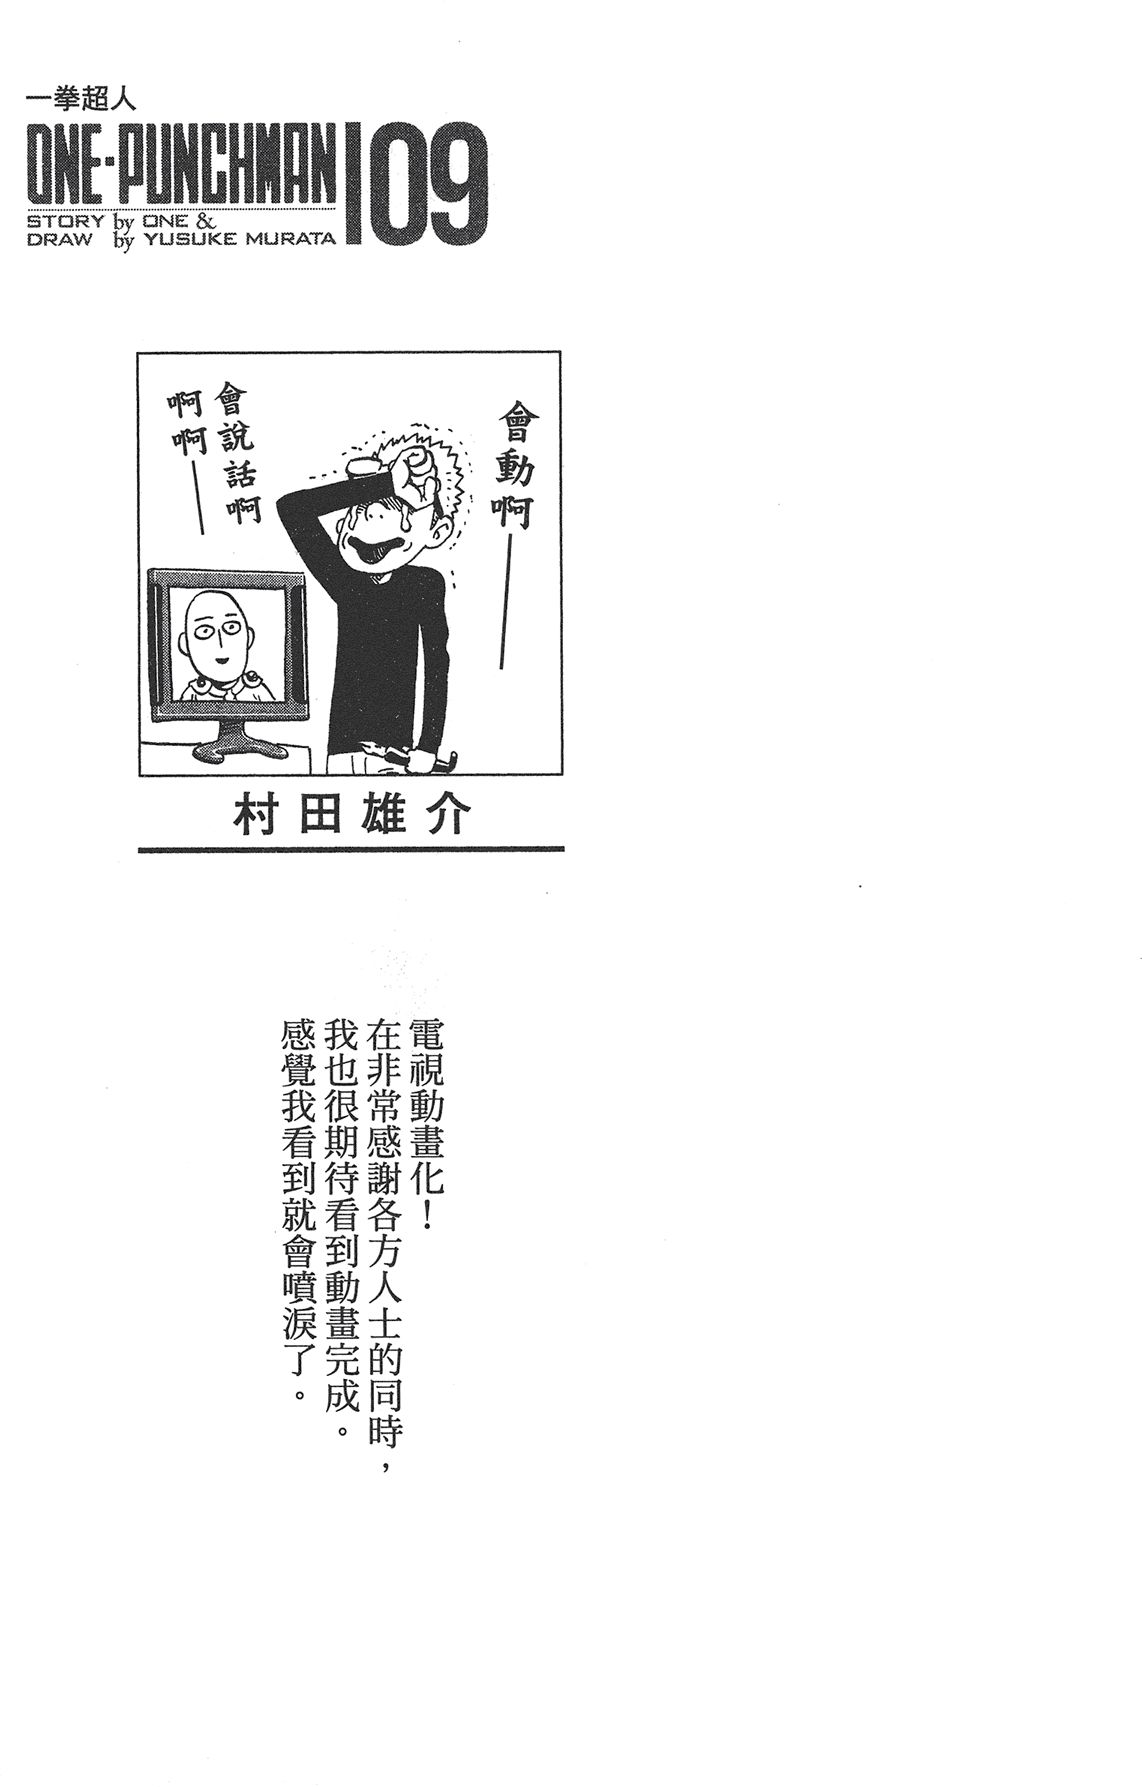 一拳超人
ONE-PUNCHMAN 09
STORY by ONE &
DRAW by YUSUKE MURATA
會動啊——
會說話啊
啊啊——
村田雄介
電視動畫化！
在非常感謝各方人士的同時，
我也很期待看到動畫完成。
感覺我看到就會噴淚了。